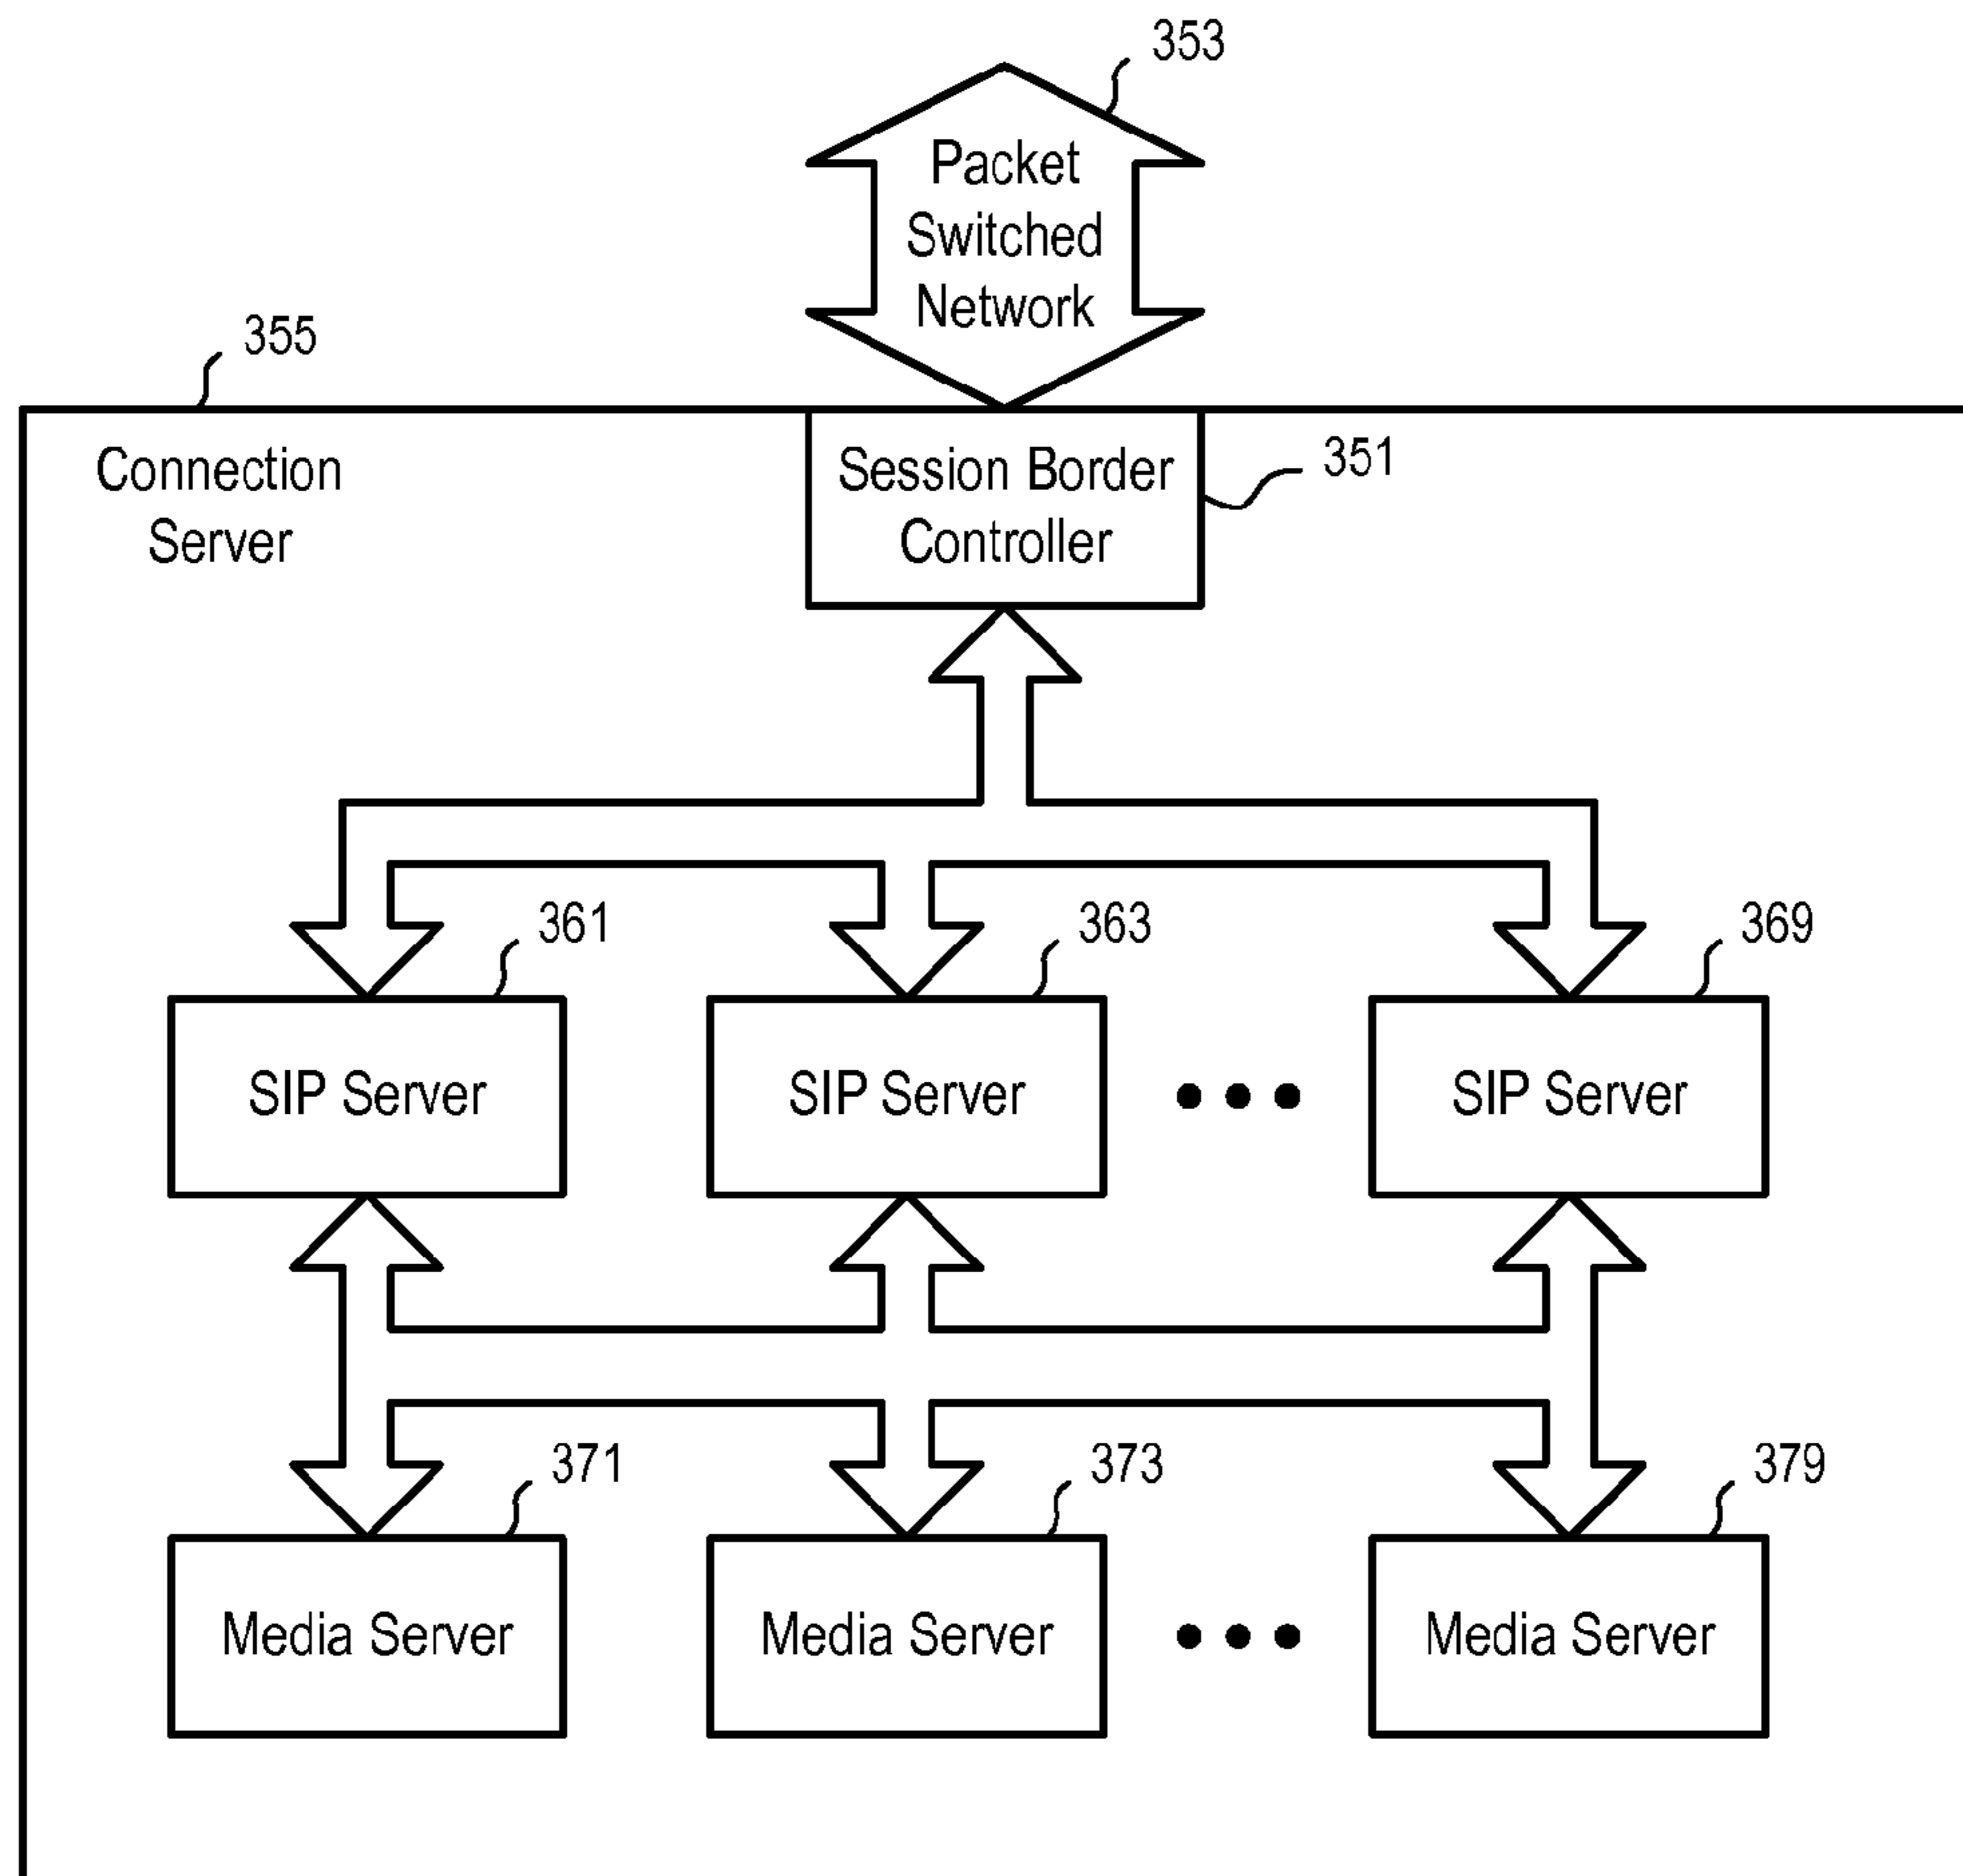 353
Packet
Switched
Network
355
Connection
Server
Session Border
Controller
351
361
363
369
SIP Server
SIP Server
SIP Server
371
373
379
Media Server
Media Server
Media Server